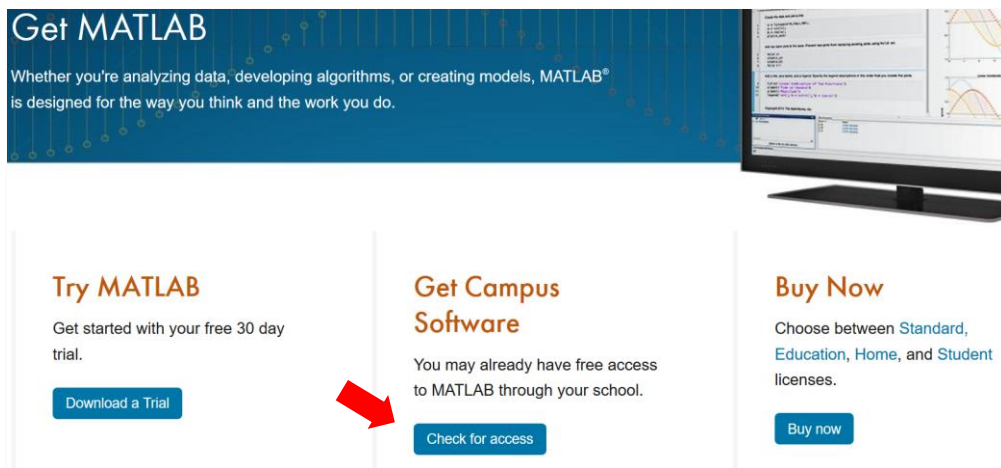 Get MATLAB
Whether you're analyzing data, developing algorithms, or creating models, MATLAB®
is designed for the way you think and the work you do.
Try MATLAB
Get started with your free 30 day
trial.
Download a Trial
Get Campus
Software
You may already have free access
to MATLAB through your school.
Check for access
Buy Now
Choose between Standard,
Education, Home, and Student
licenses.
Buy now